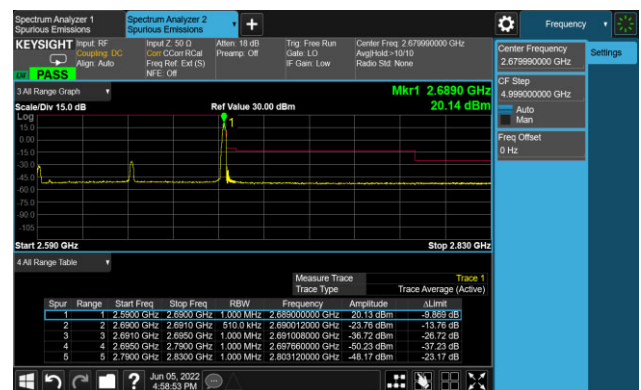 Spectrum Analyzer 1
Spurious Emissions
Spectrum Analyzer 2
Spurious Emissions
Frequency
KEYSIGHT
Input: RF
Coupling: DC
Align: Auto
Input Z: 50 Ω
Corr CCorr RCal
Freq Ref: Ext (S)
NFE: Off
Atten: 18 dB
Preamp: Off
Trig: Free Run
Gate: LO
IF Gain: Low
Center Freq: 2.679990000 GHz
Avg|Hold:>10/10
Radio Std: None
PASS
Center Frequency
2.679990000 GHz
Settings
CF Step
4.999000000 GHz
Auto
Man
Freq Offset
0 Hz
3 All Range Graph
Mkr1 2.6890 GHz
20.14 dBm
Scale/Div 15.0 dB
Ref Value 30.00 dBm
Log
1
15.0
0.00
-15.0
-30.0
-45.0
-60.0
-75.0
-90.0
-105
Start 2.590 GHz
Stop 2.830 GHz
4 All Range Table
Measure Trace Trace 1
Trace Type Trace Average (Active)
Spur Range Start Freq Stop Freq RBW Frequency Amplitude ΔLimit
1 1 2.5900 GHz 2.6900 GHz 1.000 MHz 2.689000000 GHz 20.13 dBm -9.869 dB
2 2 2.6900 GHz 2.6910 GHz 510.0 kHz 2.690012000 GHz -23.76 dBm -13.76 dB
3 3 2.6910 GHz 2.6950 GHz 1.000 MHz 2.691008000 GHz -36.72 dBm -26.72 dB
4 4 2.6950 GHz 2.7900 GHz 1.000 MHz 2.697660000 GHz -50.23 dBm -37.23 dB
5 5 2.7900 GHz 2.8300 GHz 1.000 MHz 2.803120000 GHz -48.17 dBm -23.17 dB
Jun 05, 2022
4:58:53 PM